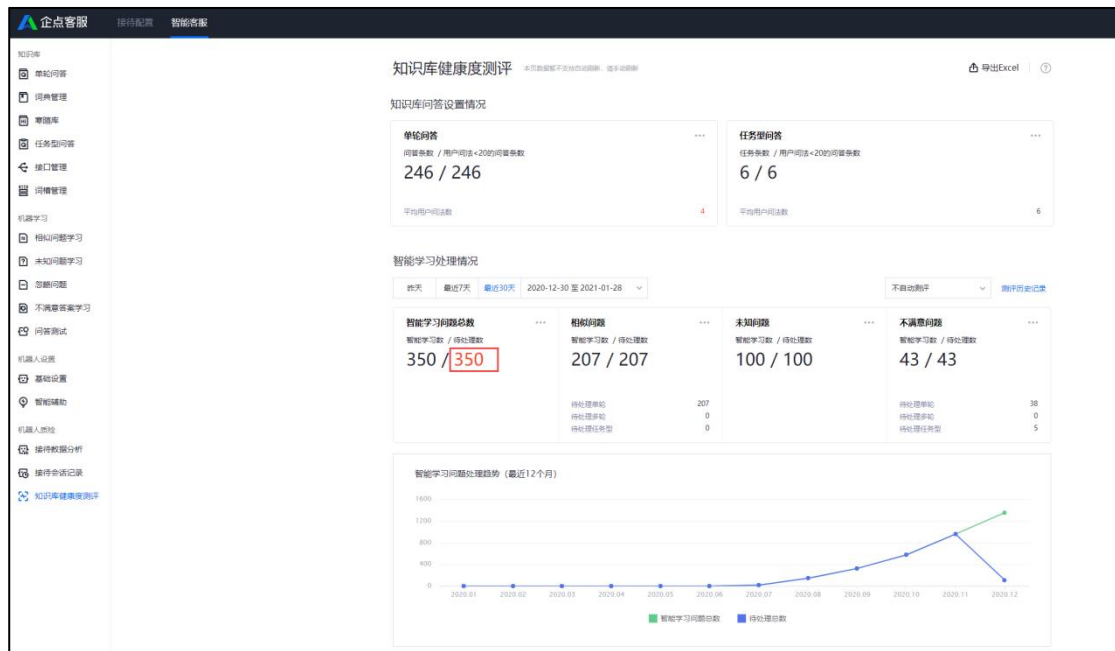 企点客服 接待配置 智能客服
知识库
单轮问答
词典管理
寒暄库
任务型问答
接口管理
词槽管理
机器学习
相似问题学习
未知问题学习
忽略问题
不满意答案学习
问答测试
机器人设置
基础设置
智能辅助
机器人质检
接待数据分析
接待会话记录
知识库健康度测评
知识库健康度测评 本页数据暂不支持自动刷新，请手动刷新 导出Excel
知识库问答设置情况
单轮问答
问答条数 / 用户问法<20的问答条数
246 / 246
平均用户问法数 4
任务型问答
任务条数 / 用户问法<20的问答条数
6 / 6
平均用户问法数 6
智能学习处理情况
昨天 最近7天 最近30天 2020-12-30 至 2021-01-28 不自动测评 测评历史记录
智能学习问题总数
智能学习数 / 待处理数
350 / 350
相似问题
智能学习数 / 待处理数
207 / 207
待处理单轮 207
待处理多轮 0
待处理任务型 0
未知问题
智能学习数 / 待处理数
100 / 100
不满意问题
智能学习数 / 待处理数
43 / 43
待处理单轮 38
待处理多轮 0
待处理任务型 5
智能学习问题处理趋势（最近12个月）
1600
1200
800
400
0
2020.01 2020.02 2020.03 2020.04 2020.05 2020.06 2020.07 2020.08 2020.09 2020.10 2020.11 2020.12
智能学习问题总数 待处理总数